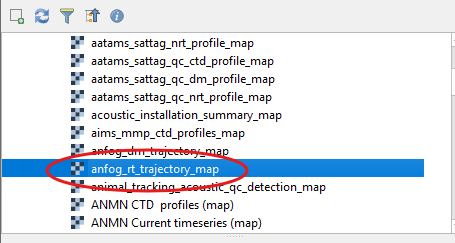 aatams_sattag_nrt_profile_map
aatams_sattag_qc_ctd_profile_map
aatams_sattag_qc_dm_profile_map
aatams_sattag_qc_nrt_profile_map
acoustic_installation_summary_map
aims_mmp_ctd_profiles_map
anfog_dm_trajectory_map
anfog_rt_trajectory_map
animal_tracking_acoustic_qc_detection_map
ANMN CTD  profiles (map)
ANMN Current timeseries (map)